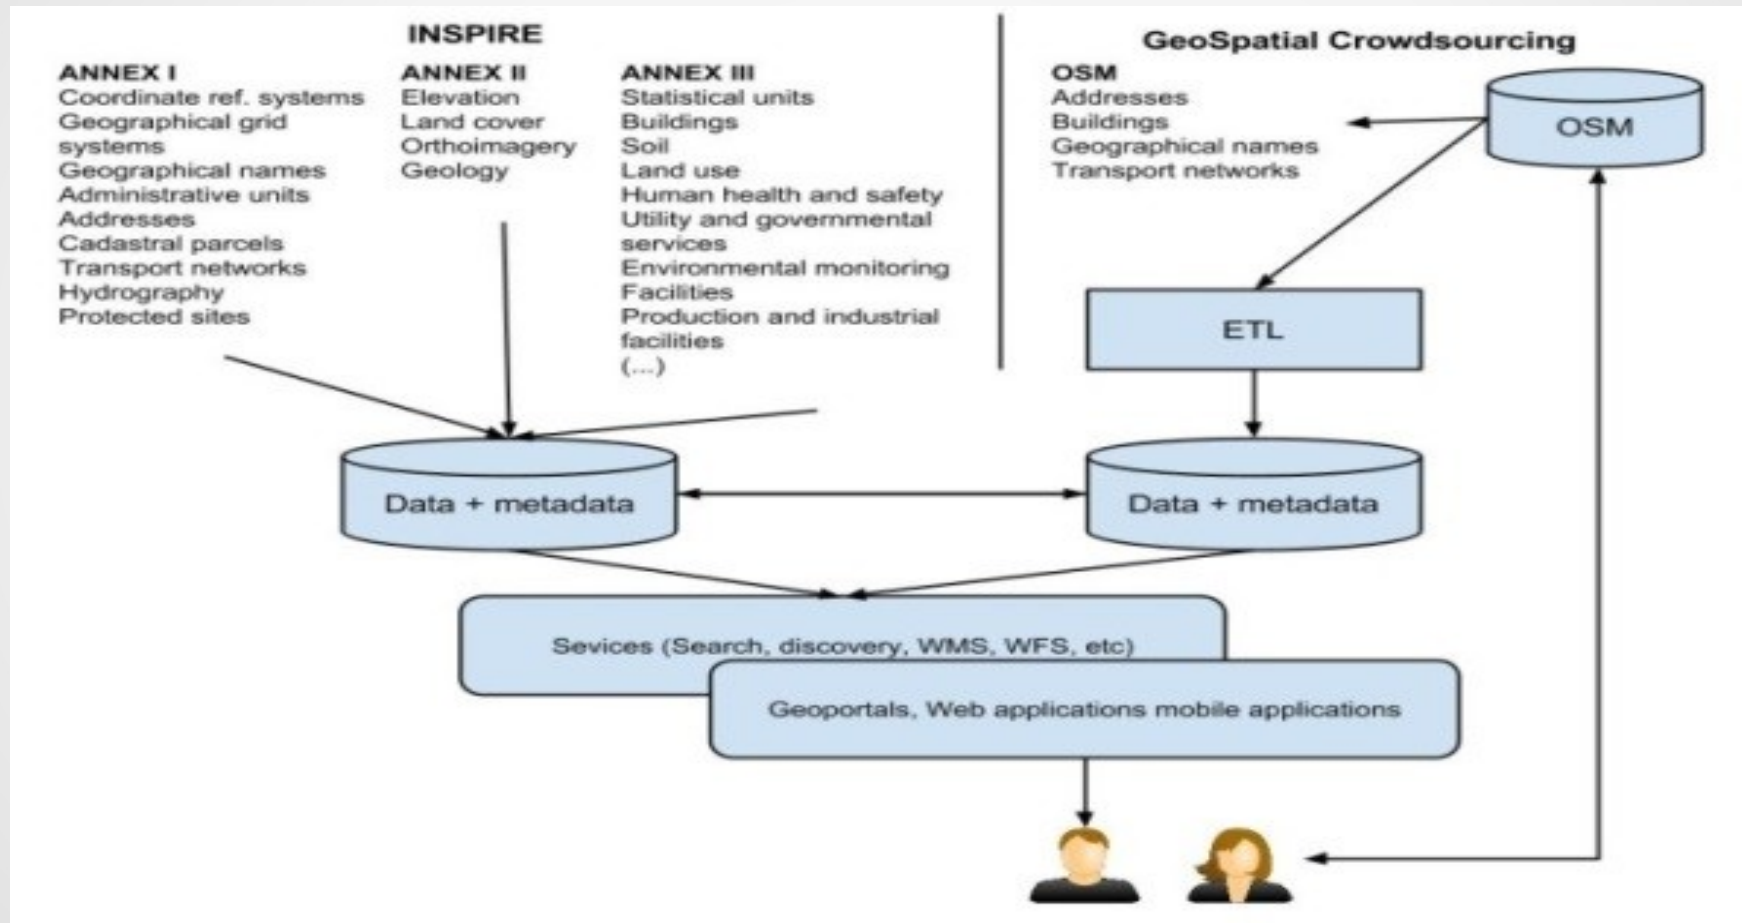 INSPIRE
ANNEX I
Coordinate ref. systems
Geographical grid
systems
Geographical names
Administrative units
Addresses
Cadastral parcels
Transport networks
Hydrography
Protected sites
ANNEX II
Elevation
Land cover
Orthoimagery
Geology
ANNEX III
Statistical units
Buildings
Soil
Land use
Human health and safety
Utility and governmental
services
Environmental monitoring
Facilities
Production and industrial
facilities
(...)
GeoSpatial Crowdsourcing
OSM
Addresses
Buildings
Geographical names
Transport networks
OSM
ETL
Data + metadata
Data + metadata
Sevices (Search, discovery, WMS, WFS, etc)
Geoportals, Web applications mobile applications